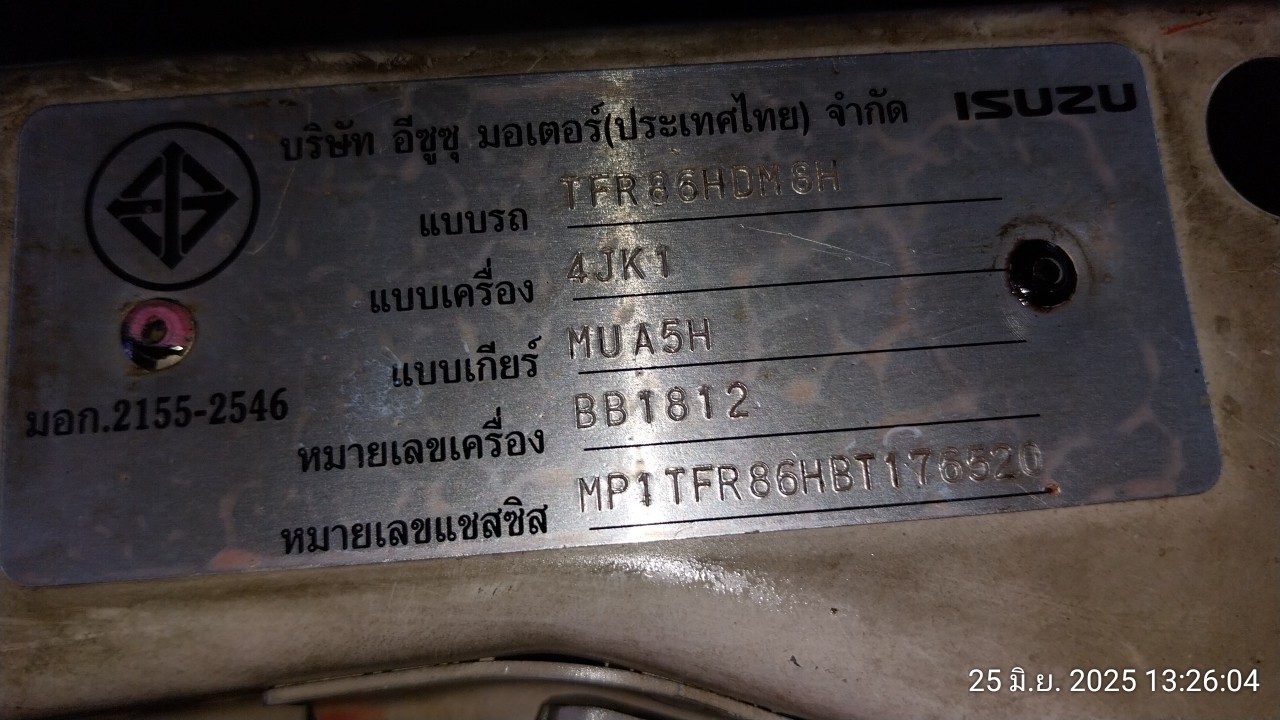 บริษัท อีซูซุ มอเตอร์(ประเทศไทย) จำกัด ISUZU
แบบรถ TFR86HDM8H
แบบเครื่อง 4JK1
แบบเกียร์ MUA5H
มอก.2155-2546
หมายเลขเครื่อง BB1812
หมายเลขแชสซิส MP1TFR86HBT176520
25 มิ.ย. 2025 13:26:04